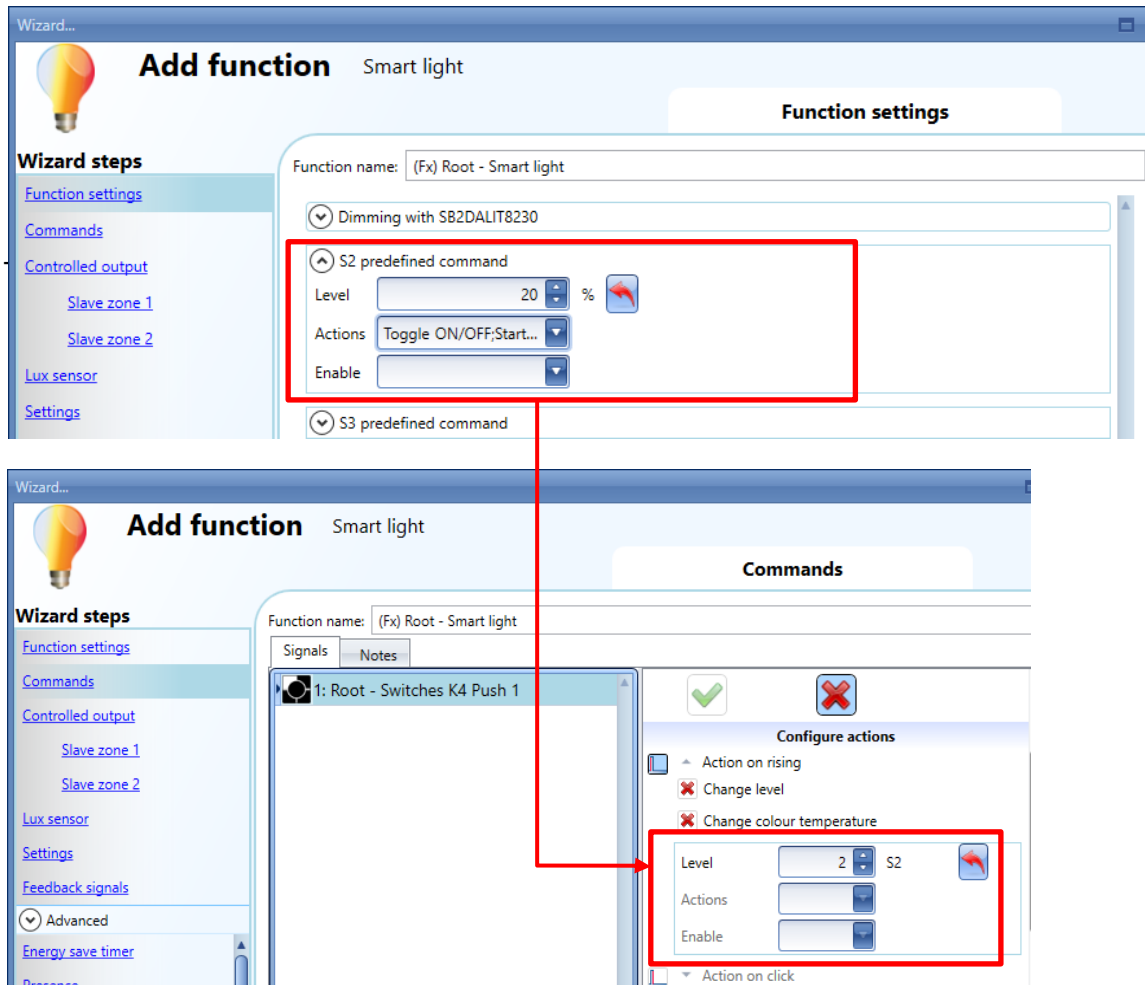 Wizard...
Add function Smart light
Function settings
Wizard steps
Function name: (Fx) Root - Smart light
Function settings
Dimming with SB2DALIT8230
Commands
S2 predefined command
Controlled output
Level 20 %
Slave zone 1
Actions Toggle ON/OFF;Start...
Slave zone 2
Enable
Lux sensor
Settings
S3 predefined command
Wizard...
Add function Smart light
Commands
Wizard steps
Function name: (Fx) Root - Smart light
Function settings
Signals Notes
Commands
1: Root - Switches K4 Push 1
Controlled output
Configure actions
Slave zone 1
Action on rising
Slave zone 2
Change level
Lux sensor
Change colour temperature
Settings
Level 2 S2
Feedback signals
Actions
Advanced
Enable
Energy save timer
Presence
Action on click